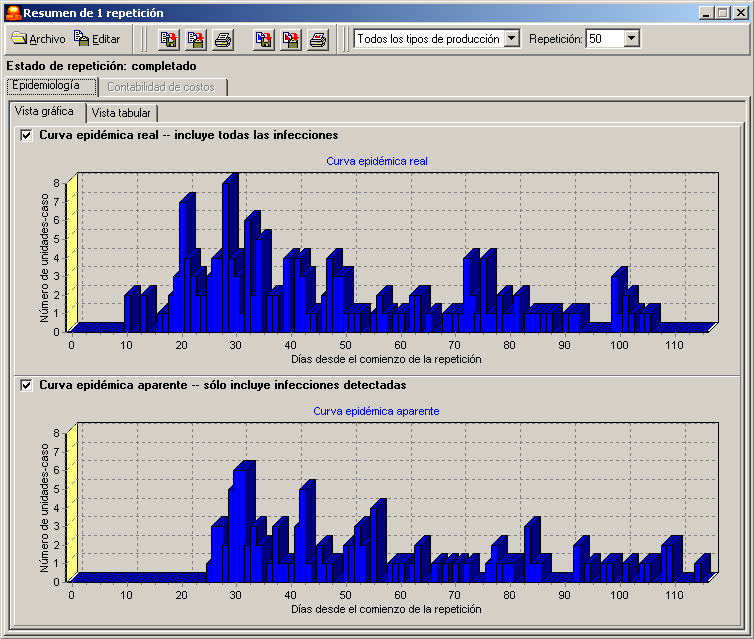 Resumen de 1 repetición
Archivo Editar Todos los tipos de producción Repetición: 50
Estado de repetición: completado
Epidemiología Contabilidad de costos
Vista gráfica Vista tabular
Curva epidémica real -- incluye todas las infecciones
Curva epidémica real
Número de unidades-caso
8
7
6
5
4
3
2
1
0
0 10 20 30 40 50 60 70 80 90 100 110
Días desde el comienzo de la repetición
Curva epidémica aparente -- sólo incluye infecciones detectadas
Curva epidémica aparente
Número de unidades-caso
8
7
6
5
4
3
2
1
0
0 10 20 30 40 50 60 70 80 90 100 110
Días desde el comienzo de la repetición